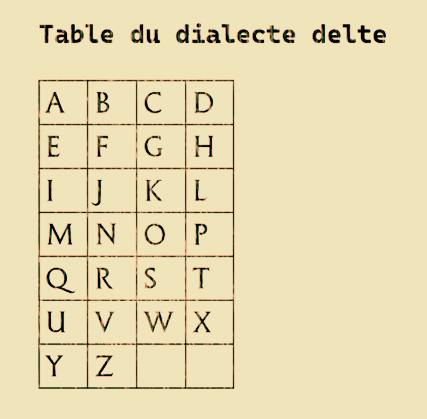 Table du dialecte delte
A B C D
E F G H
I J K L
M N O P
Q R S T
U V W X
Y Z